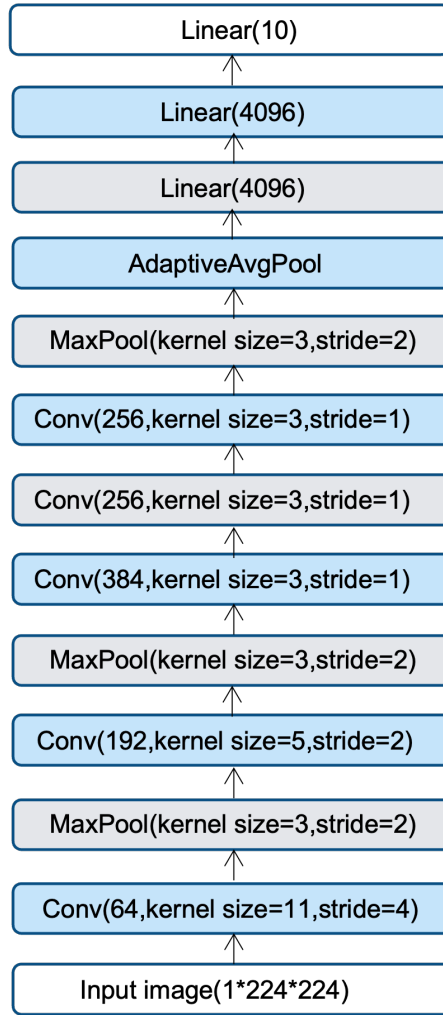 Linear(10)
Linear(4096)
Linear(4096)
AdaptiveAvgPool
MaxPool(kernel size=3,stride=2)
Conv(256,kernel size=3,stride=1)
Conv(256,kernel size=3,stride=1)
Conv(384,kernel size=3,stride=1)
MaxPool(kernel size=3,stride=2)
Conv(192,kernel size=5,stride=2)
MaxPool(kernel size=3,stride=2)
Conv(64,kernel size=11,stride=4)
Input image(1*224*224)